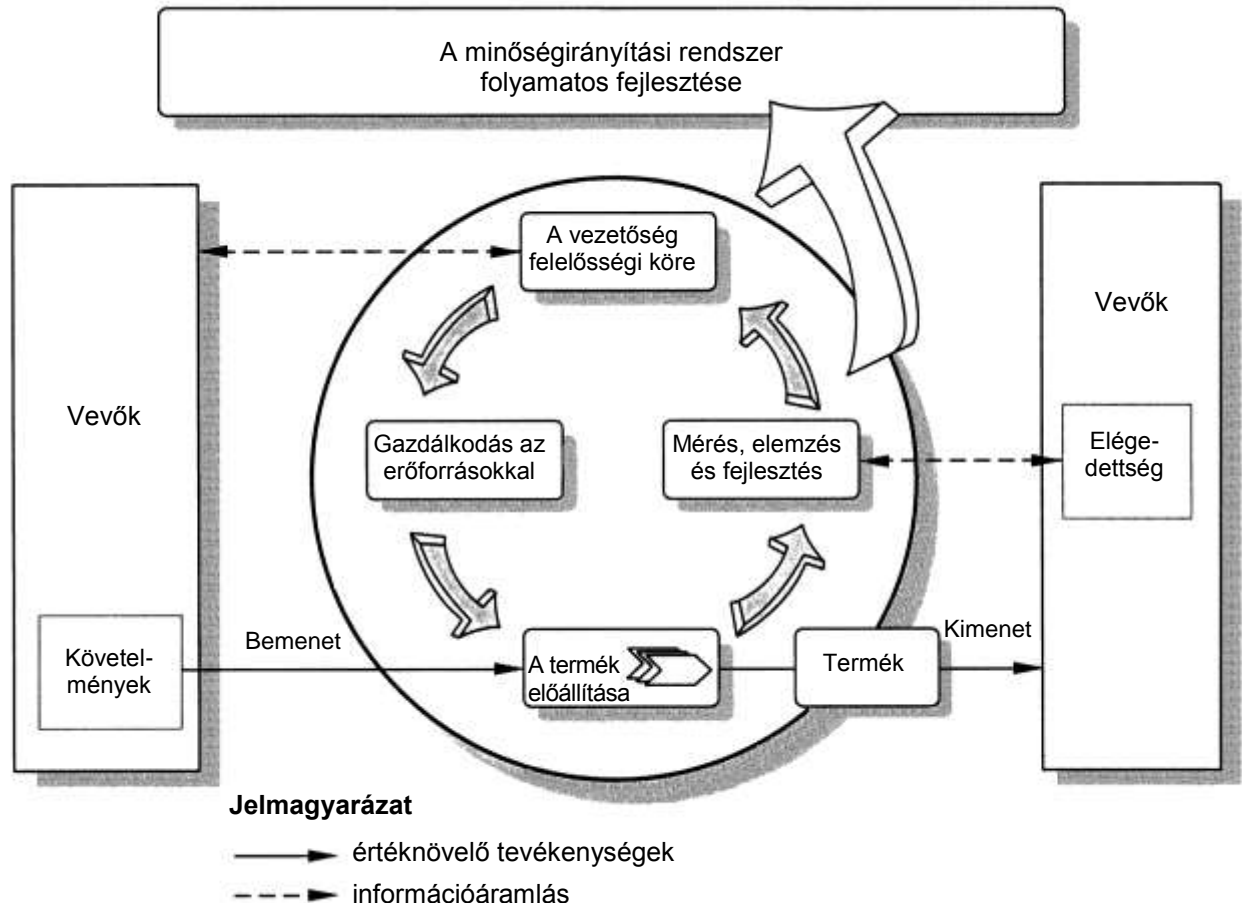 A minőségirányítási rendszer
folyamatos fejlesztése
A vezetőség
felelősségi köre
Vevők
Vevők
Gazdálkodás az
erőforrásokkal
Mérés, elemzés
és fejlesztés
Elége-
dettség
Követel-
mények
Bemenet
A termék
előállítása
Termék
Kimenet
Jelmagyarázat
értéknövelő tevékenységek
információáramlás